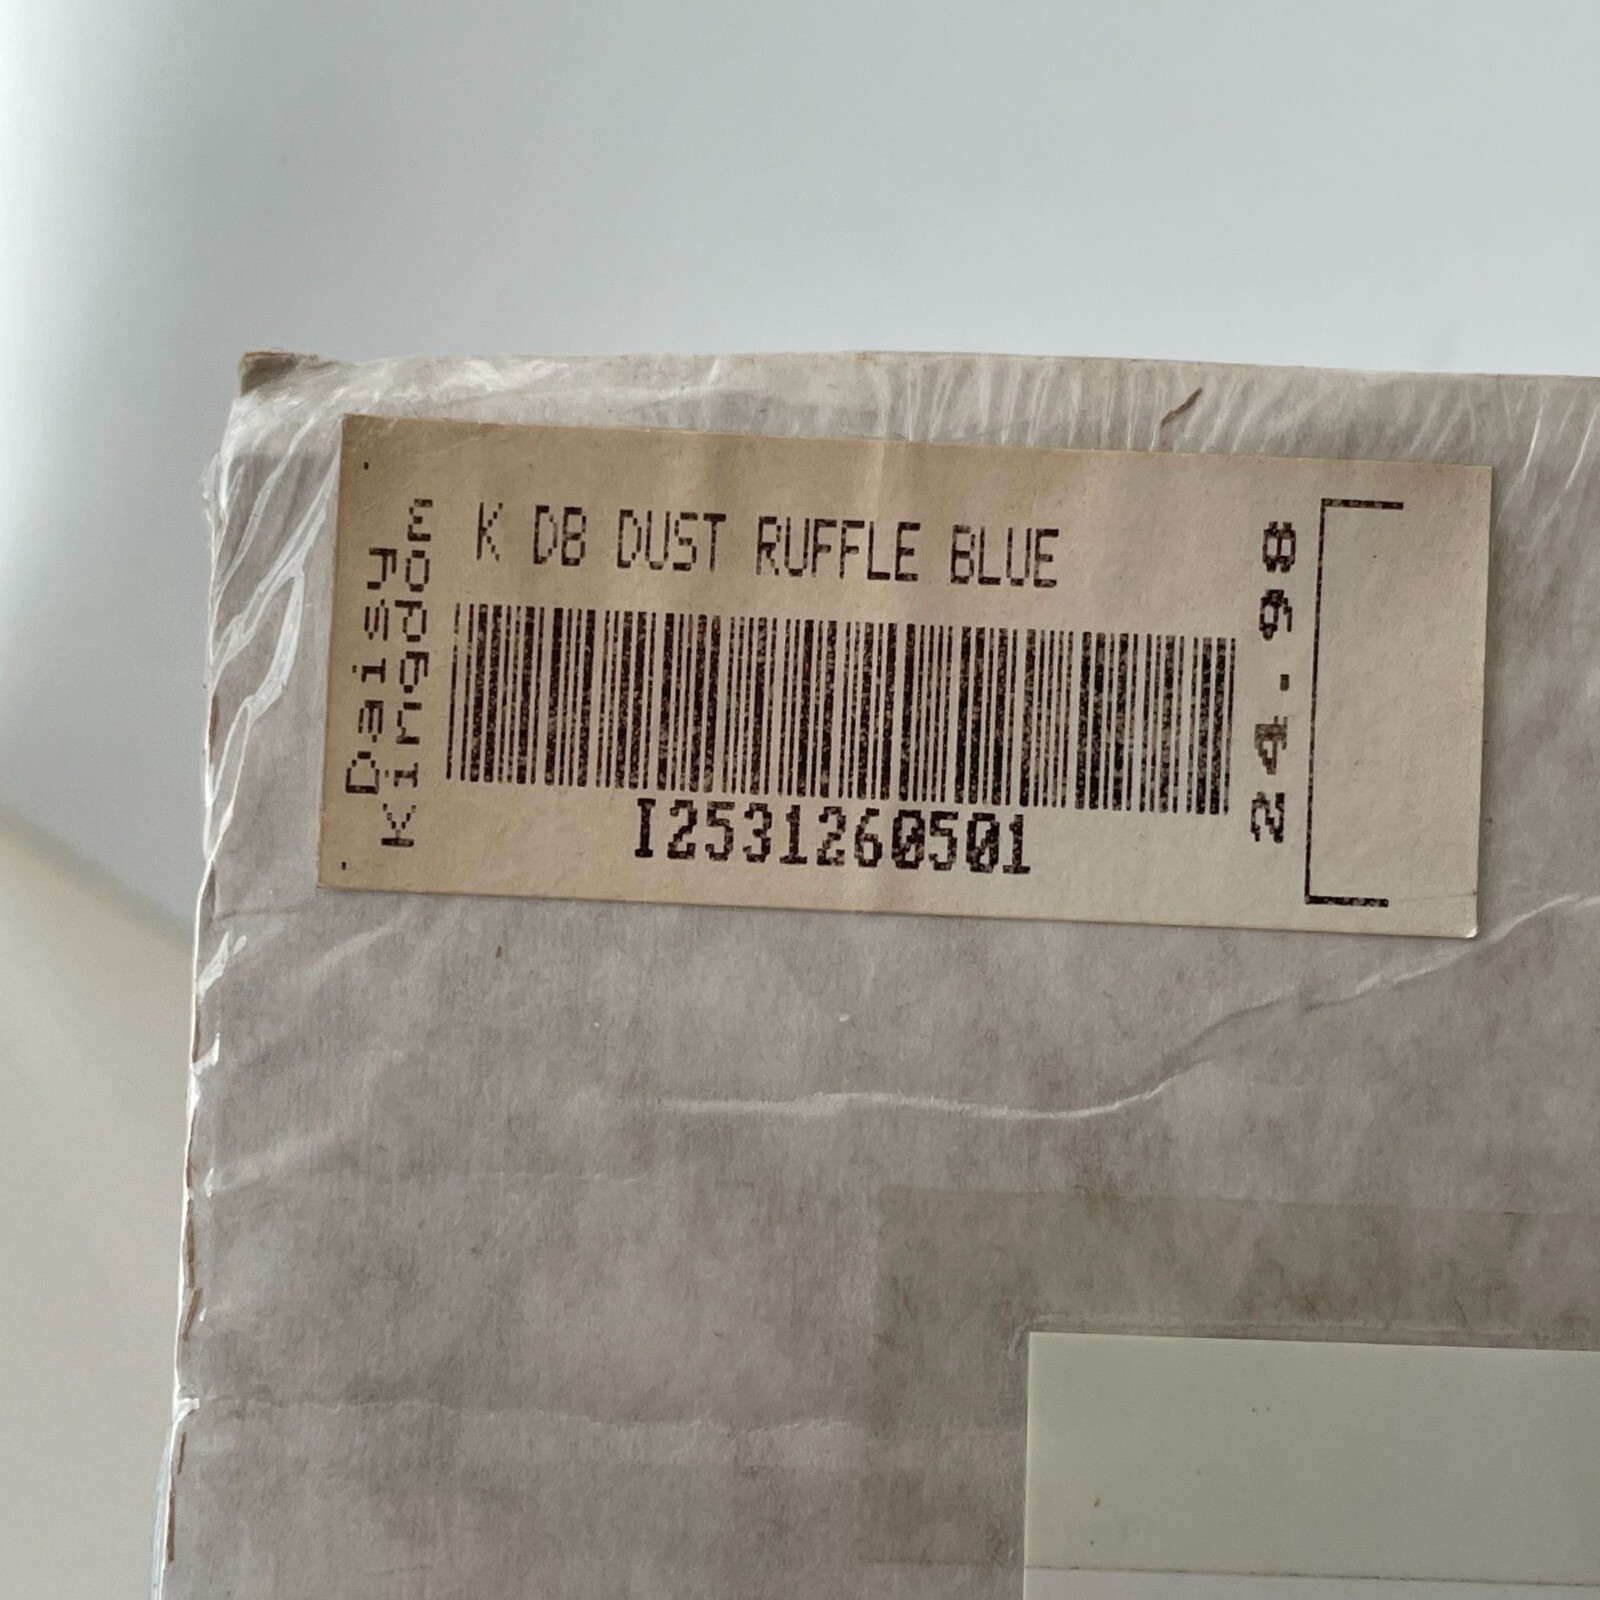 Daisy
Kingdom
K DB DUST RUFFLE BLUE
I2531260501
24.98